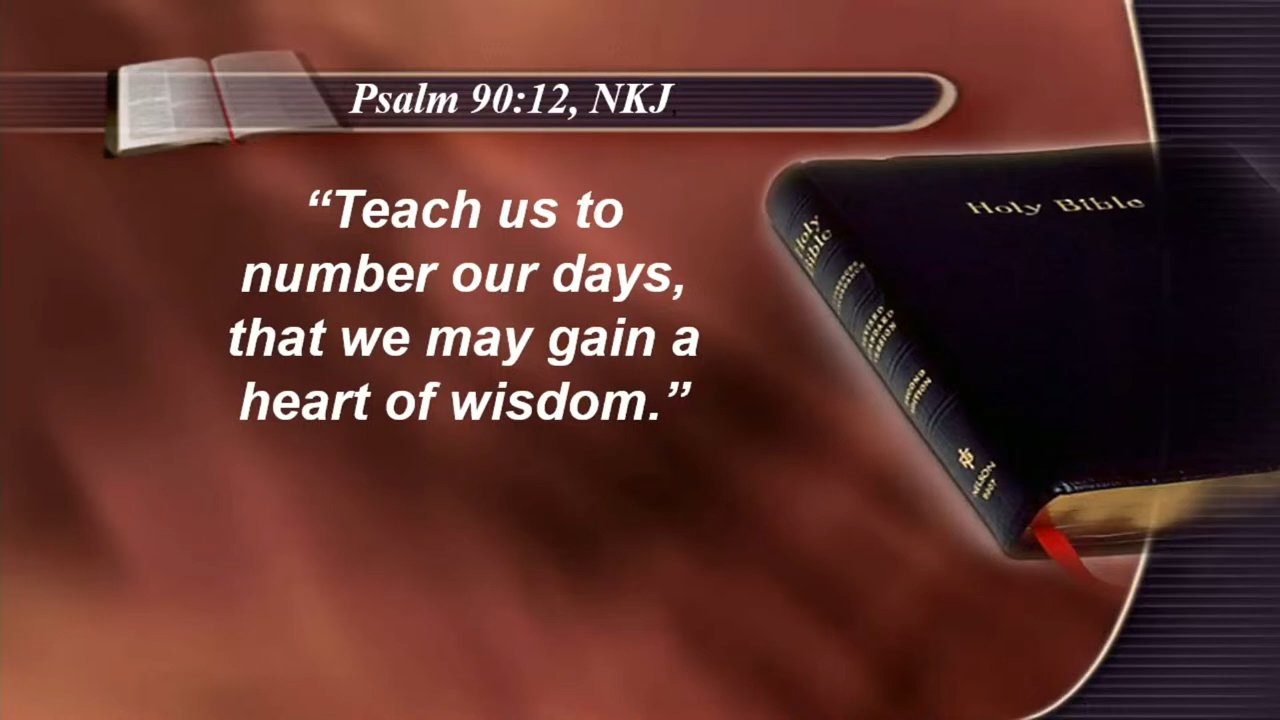 Psalm 90:12, NKJ,
“Teach us to
number our days,
that we may gain a
heart of wisdom.”
Holy Bible
Holy
Bible
NELSON